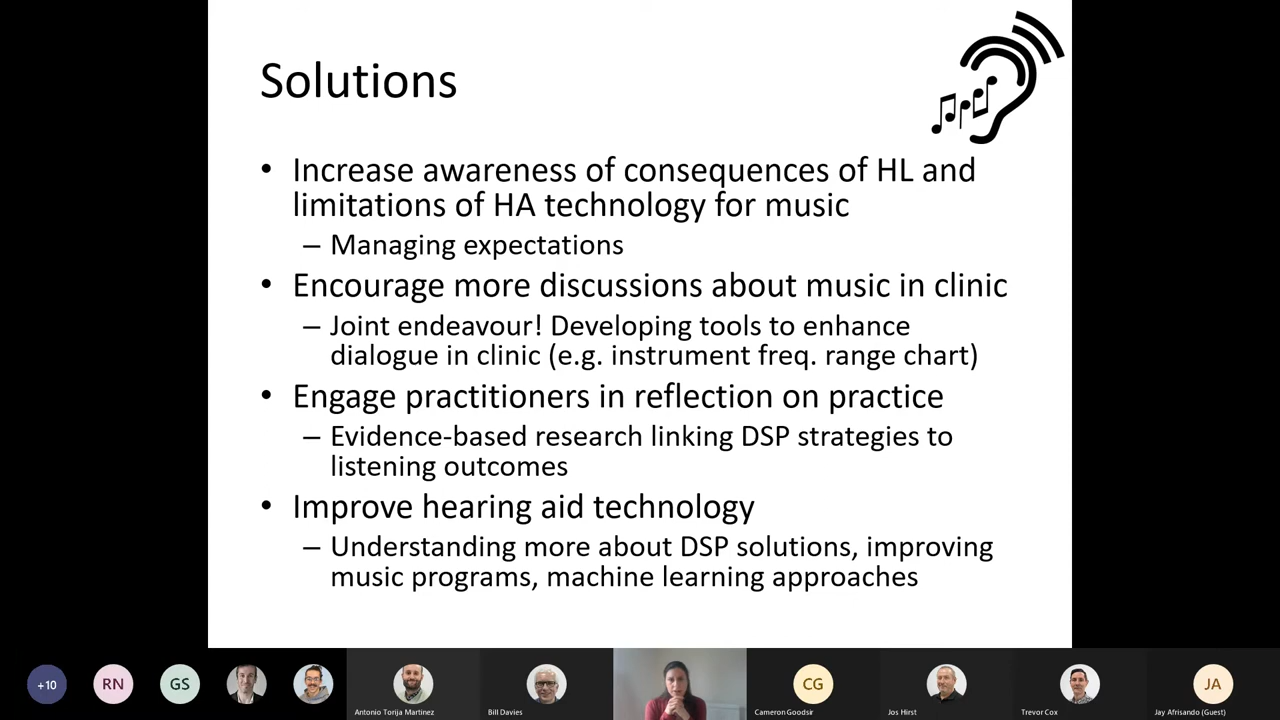 Solutions
• Increase awareness of consequences of HL and
limitations of HA technology for music
– Managing expectations
• Encourage more discussions about music in clinic
– Joint endeavour! Developing tools to enhance
dialogue in clinic (e.g. instrument freq. range chart)
• Engage practitioners in reflection on practice
– Evidence-based research linking DSP strategies to
listening outcomes
• Improve hearing aid technology
– Understanding more about DSP solutions, improving
music programs, machine learning approaches
+10
RN
GS
CG
JA
Antonio Torija Martinez
Bill Davies
Cameron Goodsir
Jos Hirst
Trevor Cox
Jay Afrisando (Guest)